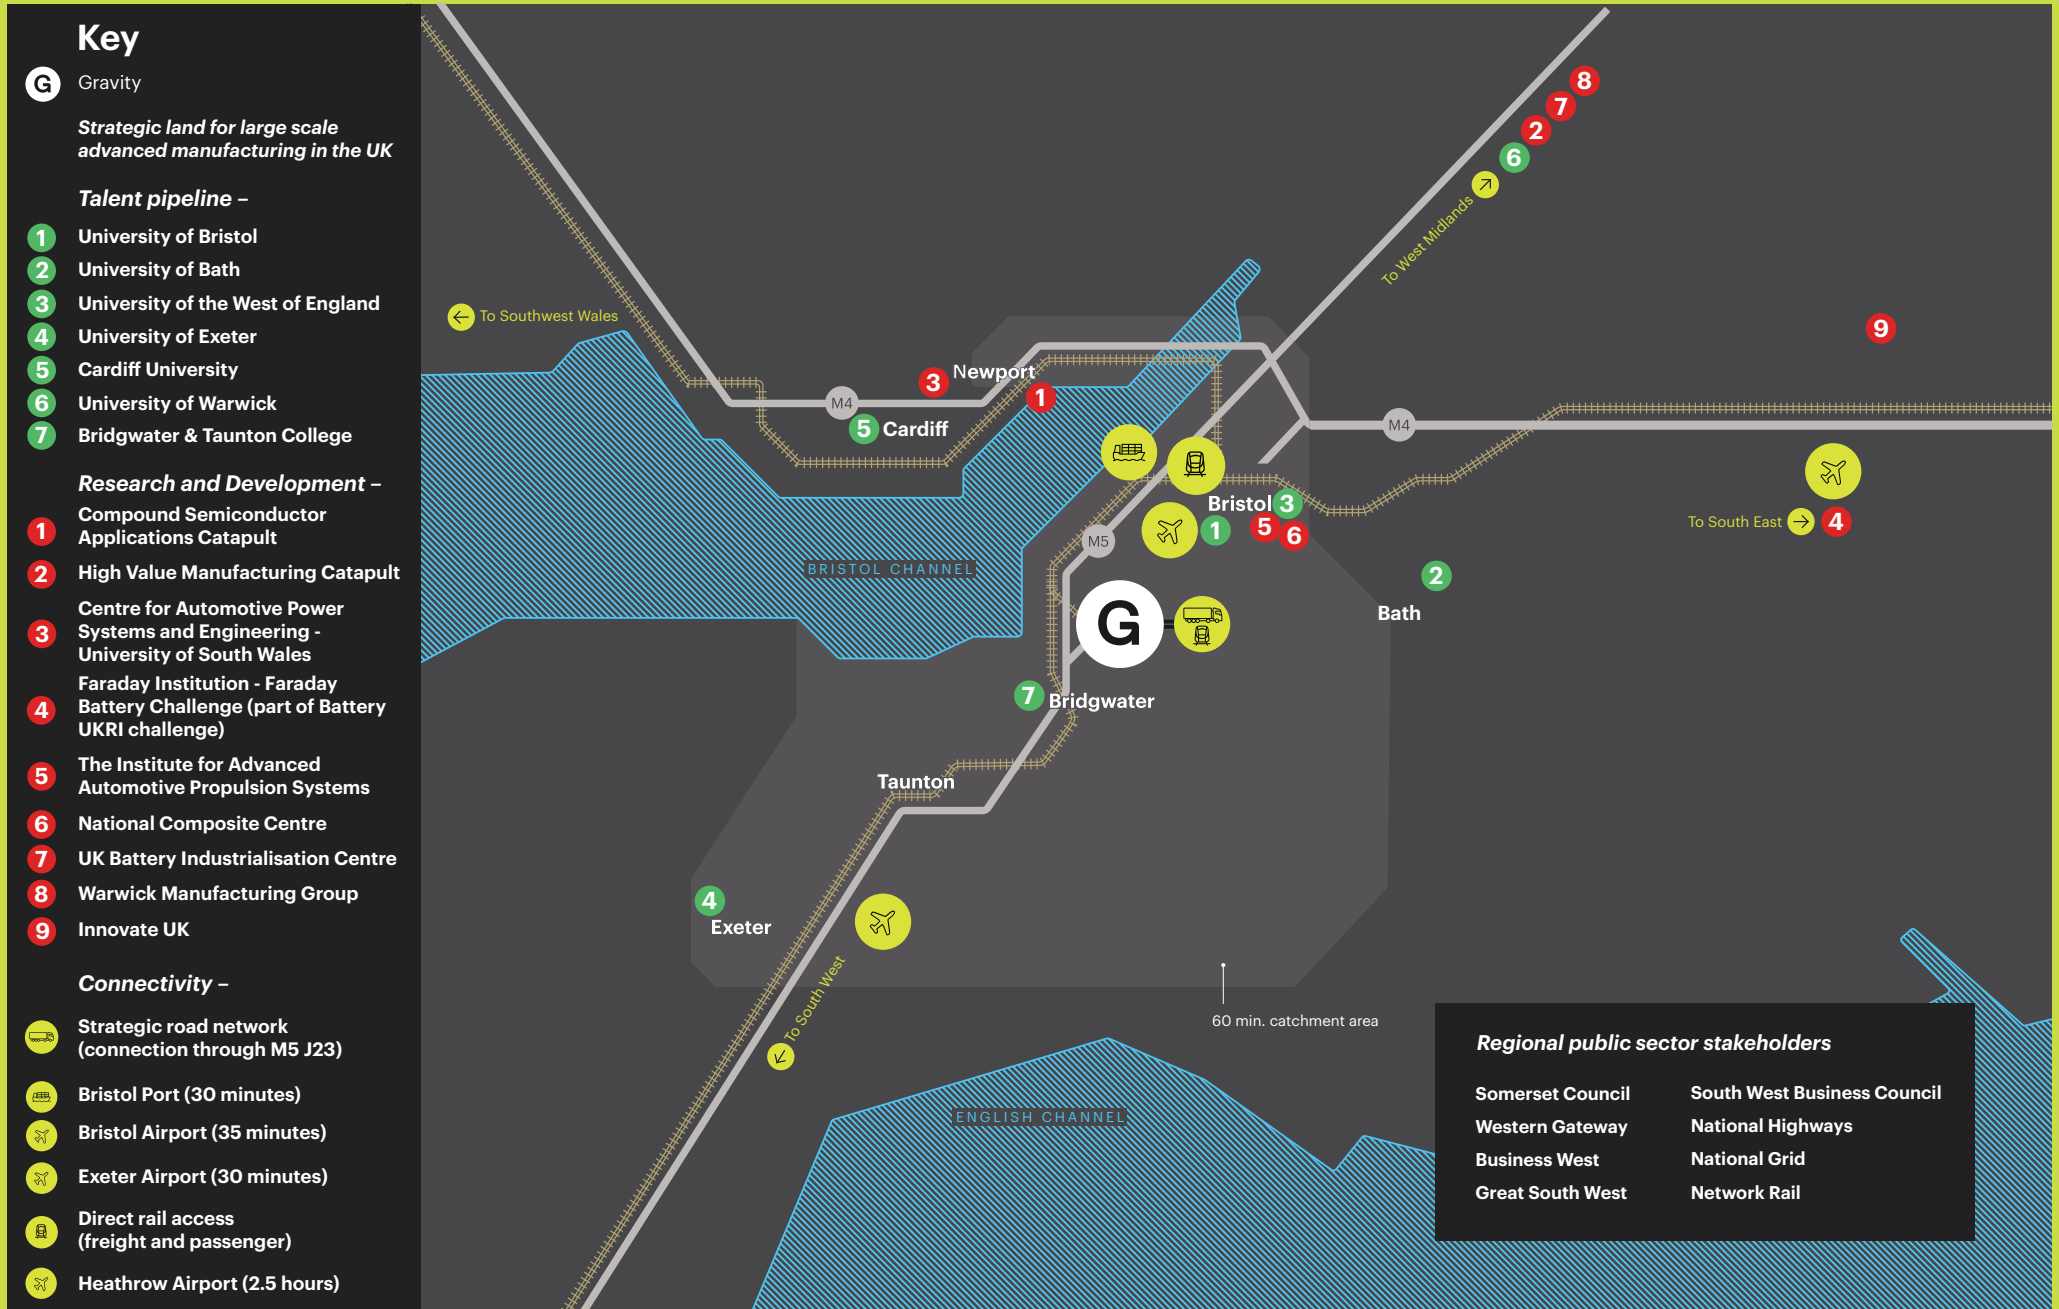 Key
G Gravity
Strategic land for large scale
advanced manufacturing in the UK
Talent pipeline –
1 University of Bristol
2 University of Bath
3 University of the West of England
4 University of Exeter
5 Cardiff University
6 University of Warwick
7 Bridgwater & Taunton College
Research and Development –
1 Compound Semiconductor
Applications Catapult
2 High Value Manufacturing Catapult
Centre for Automotive Power
3 Systems and Engineering -
University of South Wales
Faraday Institution - Faraday
4 Battery Challenge (part of Battery
UKRI challenge)
5 The Institute for Advanced
Automotive Propulsion Systems
6 National Composite Centre
7 UK Battery Industrialisation Centre
8 Warwick Manufacturing Group
9 Innovate UK
Connectivity –
Strategic road network
(connection through M5 J23)
Bristol Port (30 minutes)
Bristol Airport (35 minutes)
Exeter Airport (30 minutes)
Direct rail access
(freight and passenger)
Heathrow Airport (2.5 hours)
8
7
2
6
To West Midlands
To Southwest Wales
9
3 Newport
1
M4
5 Cardiff
M4
Bristol 3
1 5 6
To South East 4
M5
BRISTOL CHANNEL
2
Bath
G
7 Bridgwater
Taunton
4
Exeter
To South West
60 min. catchment area
ENGLISH CHANNEL
Regional public sector stakeholders
Somerset Council
Western Gateway
Business West
Great South West
South West Business Council
National Highways
National Grid
Network Rail